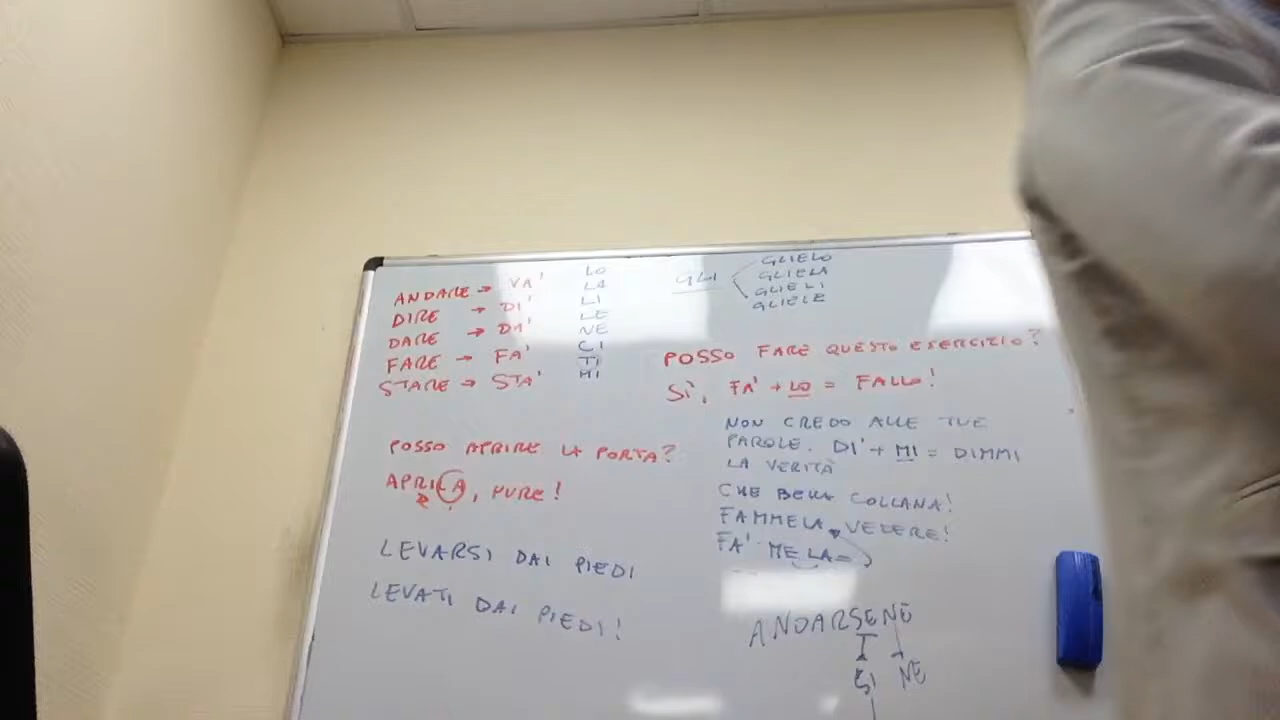 ANDARE → VA'
DIRE → DI'
DARE → DA'
FARE → FA'
STARE → STA'
LO
LA
LI
LE
NE
CI
TI
MI
GLI
GLIELO
GLIELA
GLIELI
GLIELE
POSSO FARE QUESTO ESERCIZIO?
SÌ, FA' + LO = FALLO!
POSSO APRIRE LA PORTA?
APRILA, PURE!
NON CREDO ALLE TUE
PAROLE. DI' + MI = DIMMI
LA VERITÀ
CHE BELLA COLLANA!
FAMMELA VEDERE!
FA' ME LA =
LEVARSI DAI PIEDI
LEVATI DAI PIEDI!
ANDARSENE
SI NE